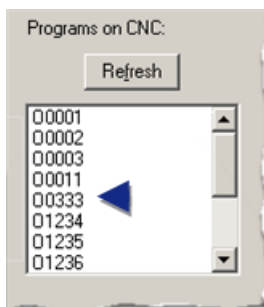 Programs on CNC:
Refresh
O0001
O0002
O0003
O0011
O0333
O1234
O1235
O1236